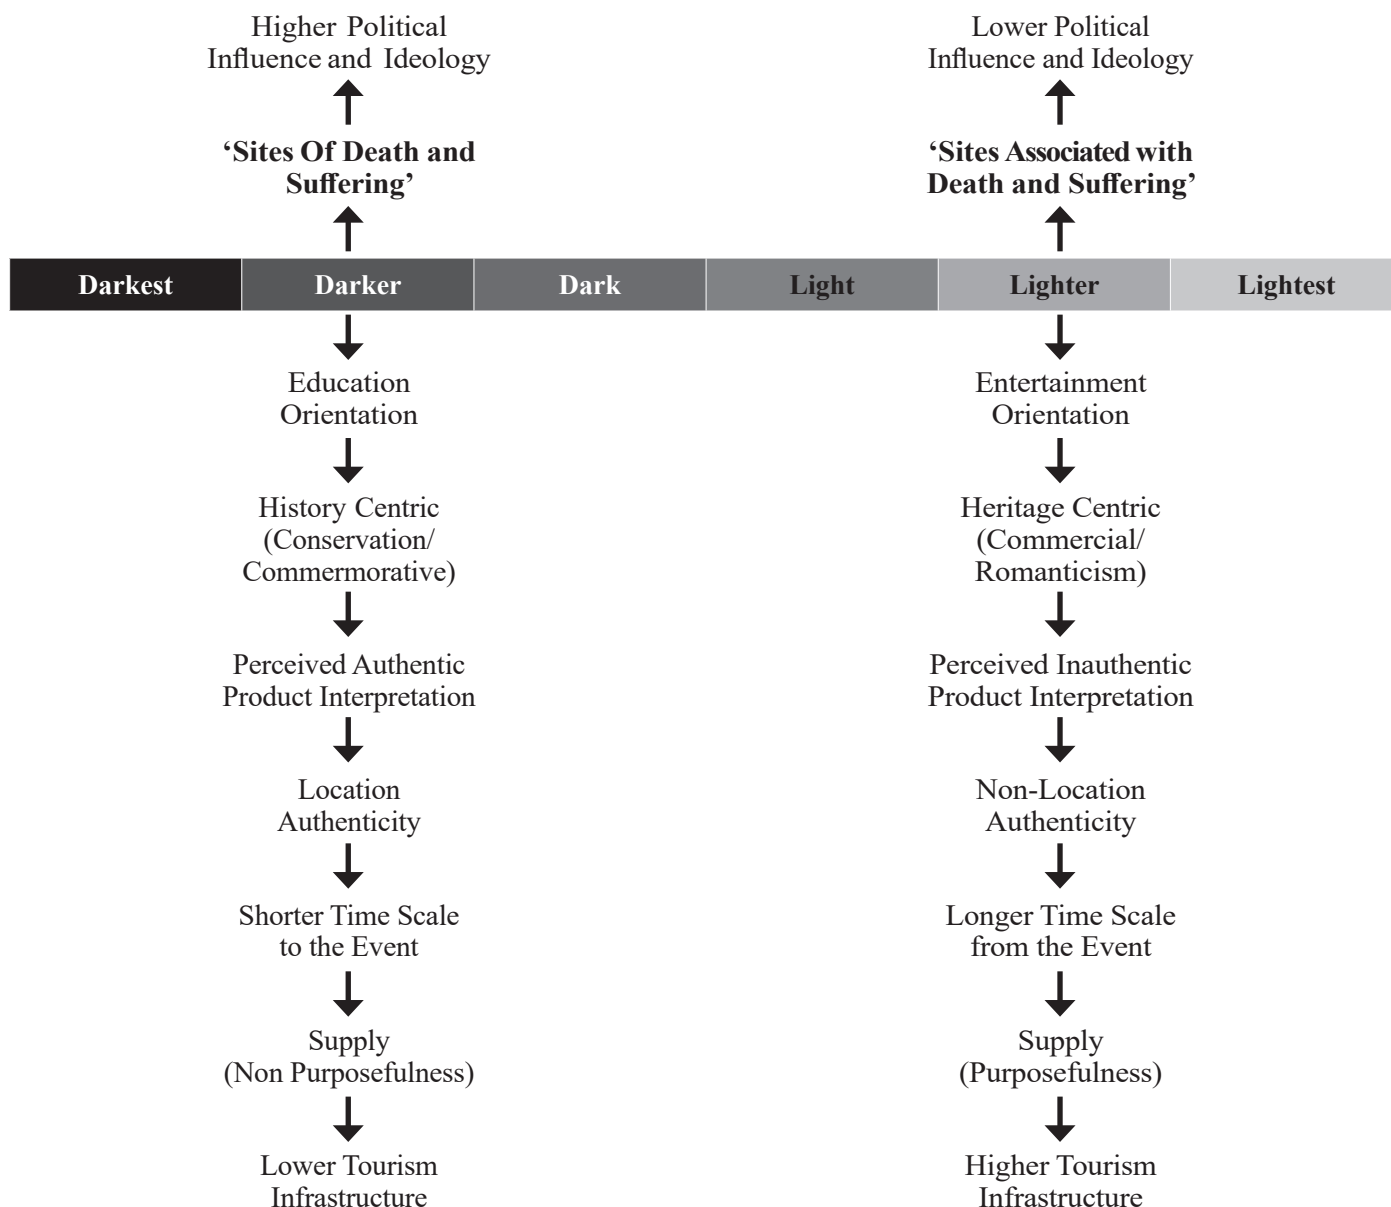 Higher Political
Influence and Ideology
Lower Political
Influence and Ideology
‘Sites Of Death and
Suffering’
‘Sites Associated with
Death and Suffering’
Darkest Darker Dark Light Lighter Lightest
Education
Orientation
Entertainment
Orientation
History Centric
(Conservation/
Commermorative)
Heritage Centric
(Commercial/
Romanticism)
Perceived Authentic
Product Interpretation
Perceived Inauthentic
Product Interpretation
Location
Authenticity
Non-Location
Authenticity
Shorter Time Scale
to the Event
Longer Time Scale
from the Event
Supply
(Non Purposefulness)
Supply
(Purposefulness)
Lower Tourism
Infrastructure
Higher Tourism
Infrastructure